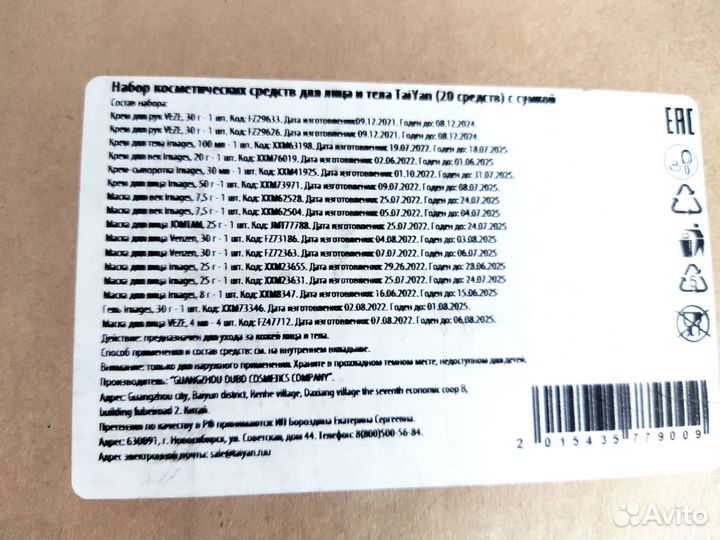 Набор косметических средств для лица и тела TaiYan (20 средств) с сумкой
Состав набора:
Крем для рук VEZE, 30 г - 1 шт. Код: FZ29633. Дата изготовления:09.12.2021. Годен до: 08.12.2024
Крем для рук VEZE, 30 г - 1 шт. Код: FZ29626. Дата изготовления: 09.12.2021. Годен до: 08.12.2024
Крем для тела images, 100 мл - 1 шт. Код: XXM63198. Дата изготовления: 19.07.2022. Годен до: 18.07.2025
Крем для век images, 20 г - 1 шт. Код: XXM76019. Дата изготовления: 02.06.2022. Годен до: 01.06.2025
Крем-сыворотка images, 30 мл - 1 шт. Код: XXM41925. Дата изготовления: 01.10.2022. Годен до: 31.07.2025.
Крем для лица images, 50 г - 1 шт. Код: XXM73971. Дата изготовления: 09.07.2022. Годен до: 08.07.2025.
Маска для век images, 7,5 г - 1 шт. Код: XXM62528. Дата изготовления: 25.07.2022. Годен до: 24.07.2025
Маска для век images, 7,5 г - 1 шт. Код: XXM62504. Дата изготовления: 05.07.2022. Годен до: 04.07.2025
Маска для лица JOMTAM, 25 г - 1 шт. Код: JMT77788. Дата изготовления: 25.07.2022. Годен до: 24.07.2025
Маска для лица Venzen, 30 г - 1 шт. Код: FZ73186. Дата изготовления: 04.08.2022. Годен до: 03.08.2025
Маска для лица Venzen, 30 г - 1 шт. Код: FZ72363. Дата изготовления: 07.07.2022. Годен до: 06.07.2025
Маска для лица images, 25 г - 1 шт. Код: XXM23655. Дата изготовления: 29.26.2022. Годен до: 28.06.2025
Маска для лица images, 25 г - 1 шт. Код: XXM23631. Дата изготовления: 25.07.2022. Годен до: 24.07.2025
Маска для лица images, 8 г - 1 шт. Код: XXM8347. Дата изготовления: 16.06.2022. Годен до: 15.06.2025
Гель images, 30 г - 1 шт. Код: XXM73346. Дата изготовления: 02.08.2022. Годен до: 01.08.2025.
Маска для лица VEZE, 4 мл - 4 шт. Код: FZ47712. Дата изготовления: 07.08.2022. Годен до: 06.08.2025.
Действие: предназначен для ухода за кожей лица и тела.
Способ применения и состав средств: см. на внутреннем вкладыше.
Внимание: только для наружного применения. Храните в прохладном темном месте, недоступном для детей.
Производитель: "GUANGZHOU OUBO COSMETICS COMPANY".
Адрес: Guangzhou city, Baiyun district, Renhe village, Daxiang village the seventh economic coop B,
building fubeiroad 2. Китай.
Претензии по качеству в РФ принимаются ИП Бороздина Екатерина Сергеевна.
Адрес: 630091, г. Новосибирск, ул. Советская, дом 44. Телефон: 8(800)500-56-84.
Адрес электронной почты: sale@taiyan.ruu
EAC
5
2 015435 779009
Avito